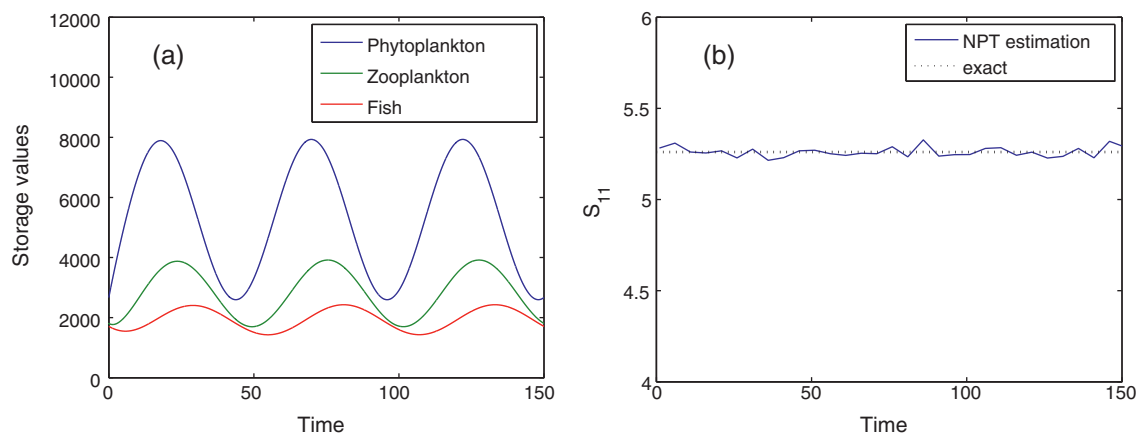 12000
10000
8000
6000
4000
2000
0
0
50
100
150
Storage values
Time
(a)
Phytoplankton
Zooplankton
Fish
6
5.5
5
4.5
4
0
50
100
150
S11
Time
(b)
NPT estimation
exact